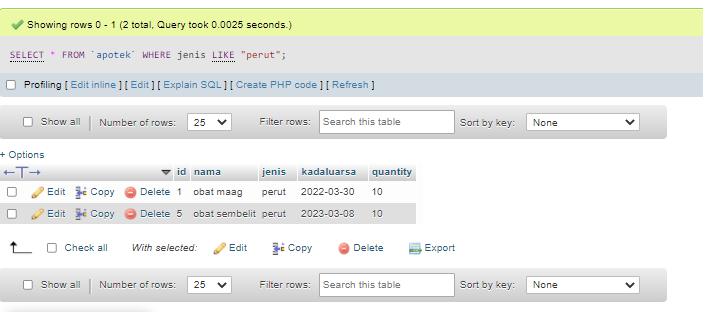 Showing rows 0 - 1 (2 total, Query took 0.0025 seconds.)
SELECT * FROM `apotek` WHERE jenis LIKE "perut";
Profiling [ Edit inline ] [ Edit ] [ Explain SQL ] [ Create PHP code ] [ Refresh ]
Show all Number of rows: 25 Filter rows: Search this table Sort by key: None
+ Options
←T→ id nama jenis kadaluarsa quantity
Edit Copy Delete 1 obat maag perut 2022-03-30 10
Edit Copy Delete 5 obat sembelit perut 2023-03-08 10
Check all With selected: Edit Copy Delete Export
Show all Number of rows: 25 Filter rows: Search this table Sort by key: None